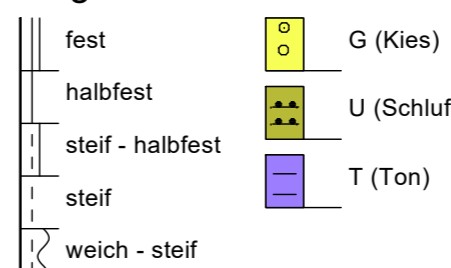 fest
halbfest
steif - halbfest
steif
weich - steif
G (Kies)
U (Schluf
T (Ton)